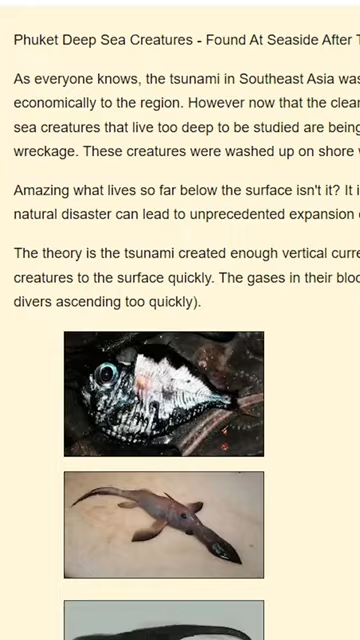 Phuket Deep Sea Creatures - Found At Seaside After
As everyone knows, the tsunami in Southeast Asia was
economically to the region. However now that the clean
sea creatures that live too deep to be studied are being
wreckage. These creatures were washed up on shore
Amazing what lives so far below the surface isn't it? It
natural disaster can lead to unprecedented expansion
The theory is the tsunami created enough vertical
creatures to the surface quickly. The gases in their
divers ascending too quickly).